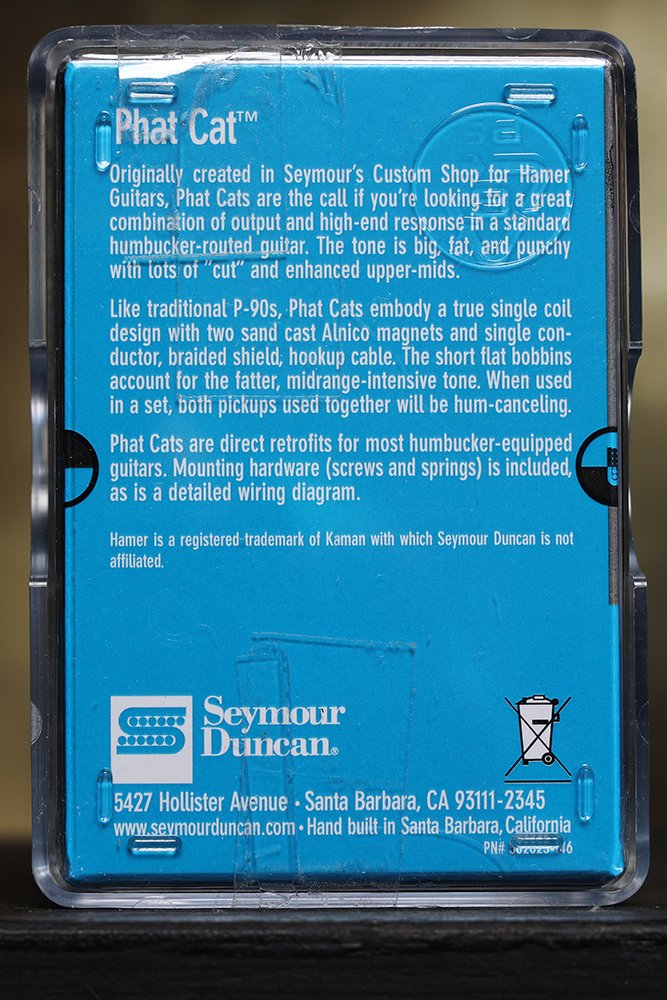 Phat Cat™
Originally created in Seymour's Custom Shop for Hamer
Guitars, Phat Cats are the call if you're looking for a great
combination of output and high-end response in a standard
humbucker-routed guitar. The tone is big, fat, and punchy
with lots of "cut" and enhanced upper-mids.
Like traditional P-90s, Phat Cats embody a true single coil
design with two sand cast Alnico magnets and single con-
ductor, braided shield, hookup cable. The short flat bobbins
account for the fatter, midrange-intensive tone. When used
in a set, both pickups used together will be hum-canceling.
Phat Cats are direct retrofits for most humbucker-equipped
guitars. Mounting hardware (screws and springs) is included,
as is a detailed wiring diagram.
Hamer is a registered trademark of Kaman with which Seymour Duncan is not
affiliated.
Seymour
Duncan®
5427 Hollister Avenue • Santa Barbara, CA 93111-2345
www.seymourduncan.com • Hand built in Santa Barbara, California
PN#